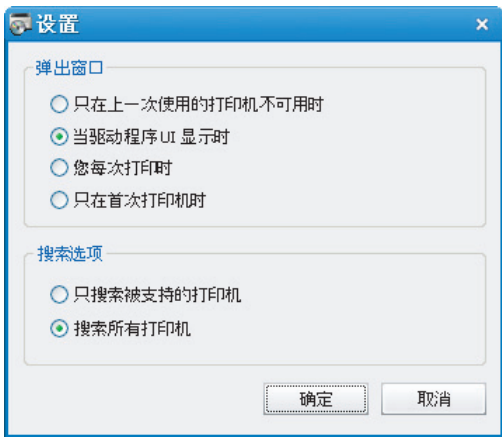 设置
弹出窗口
只在上一次使用的打印机不可用时
当驱动程序UI 显示时
您每次打印时
只在首次打印机时
搜索选项
只搜索被支持的打印机
搜索所有打印机
确定
取消